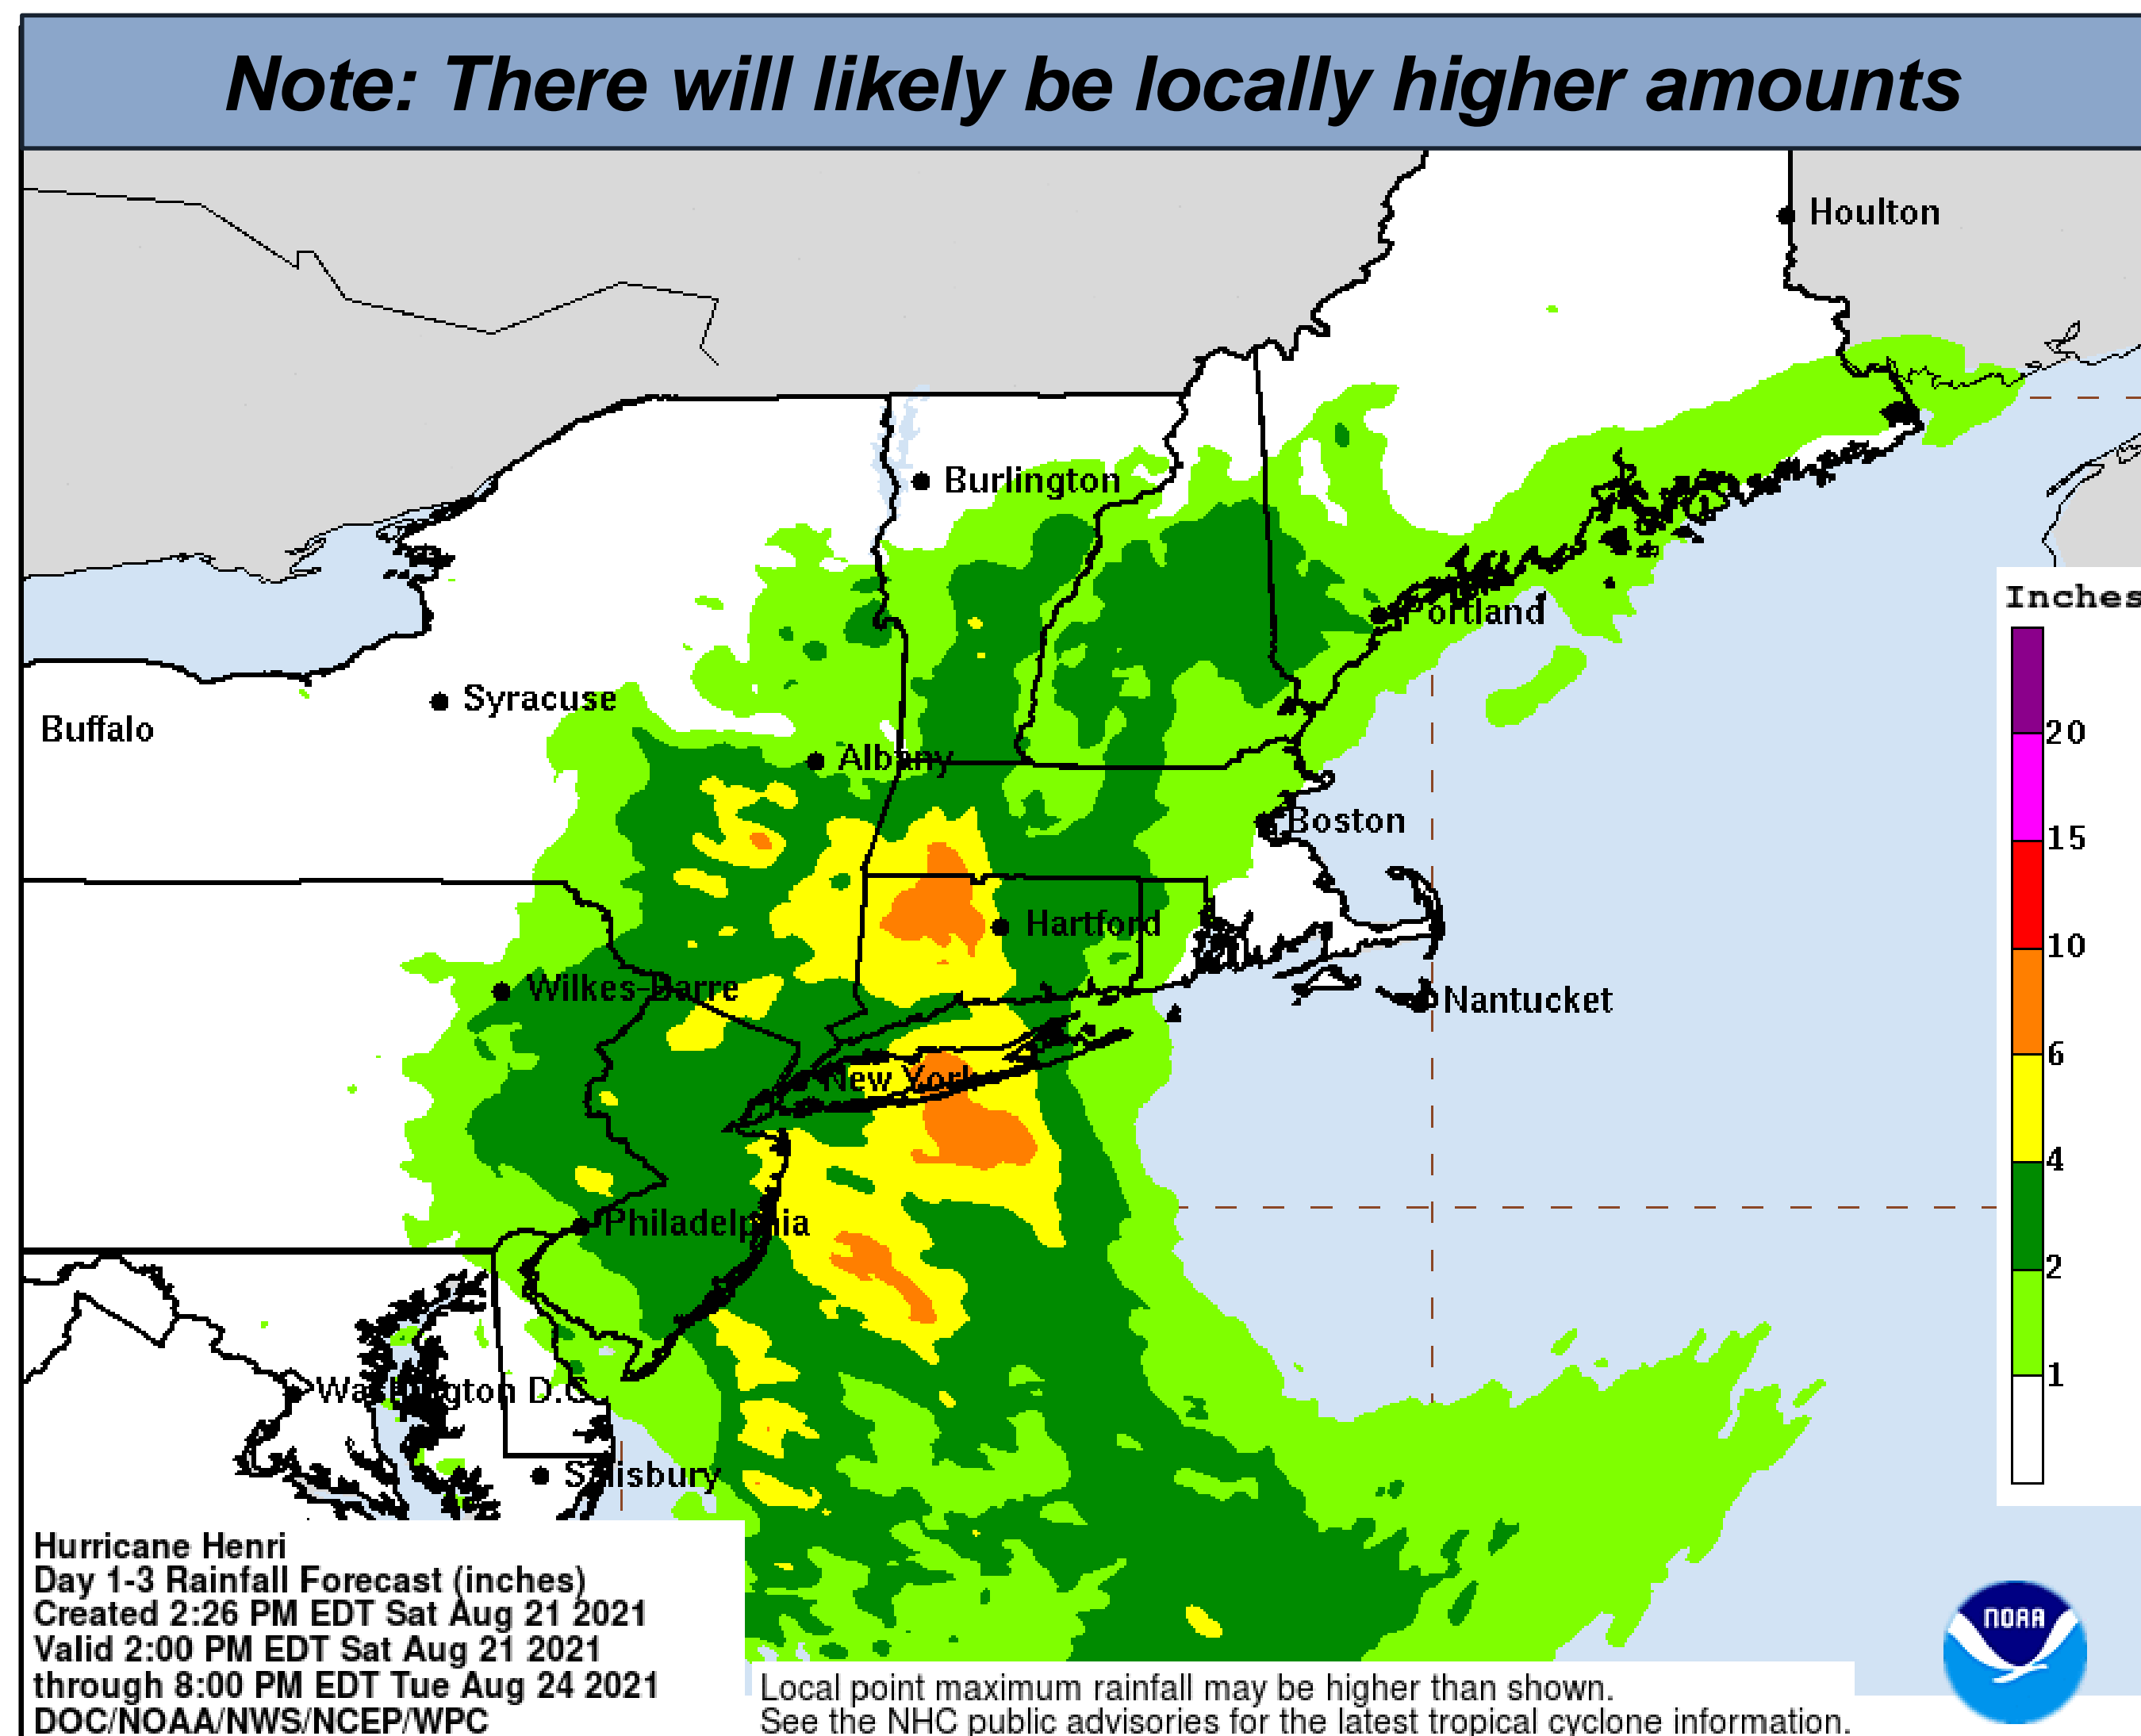 Note: There will likely be locally higher amounts
Houlton
Burlington
Portland
Inches
Syracuse
Buffalo
Albany
20
Boston
15
Hartford
10
Wilkes-Barre
Nantucket
6
New York
4
Philadelphia
2
1
Washington D.C.
Salisbury
Hurricane Henri
Day 1-3 Rainfall Forecast (inches)
Created 2:26 PM EDT Sat Aug 21 2021
Valid 2:00 PM EDT Sat Aug 21 2021
through 8:00 PM EDT Tue Aug 24 2021
DOC/NOAA/NWS/NCEP/WPC
NOAA
Local point maximum rainfall may be higher than shown.
See the NHC public advisories for the latest tropical cyclone information.